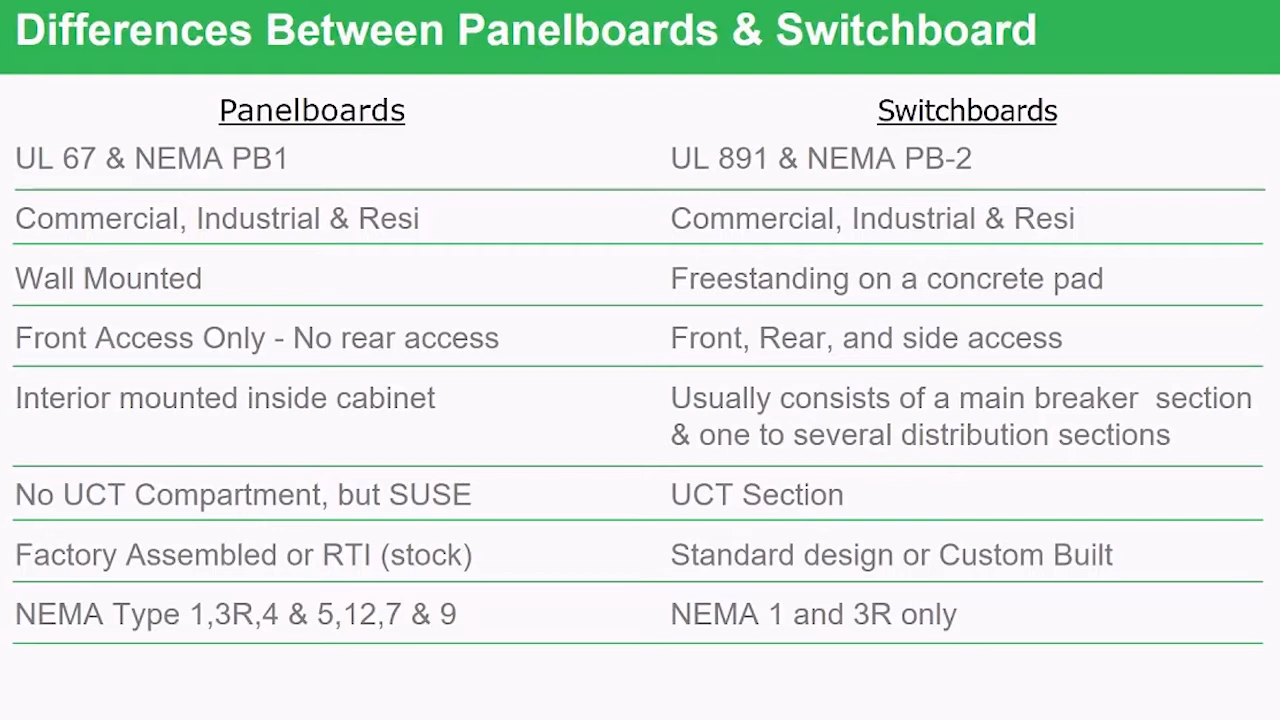 Differences Between Panelboards & Switchboard
Panelboards
Switchboards
UL 67 & NEMA PB1
UL 891 & NEMA PB-2
Commercial, Industrial & Resi
Commercial, Industrial & Resi
Wall Mounted
Freestanding on a concrete pad
Front Access Only - No rear access
Front, Rear, and side access
Interior mounted inside cabinet
Usually consists of a main breaker section
& one to several distribution sections
No UCT Compartment, but SUSE
UCT Section
Factory Assembled or RTI (stock)
Standard design or Custom Built
NEMA Type 1,3R,4 & 5,12,7 & 9
NEMA 1 and 3R only